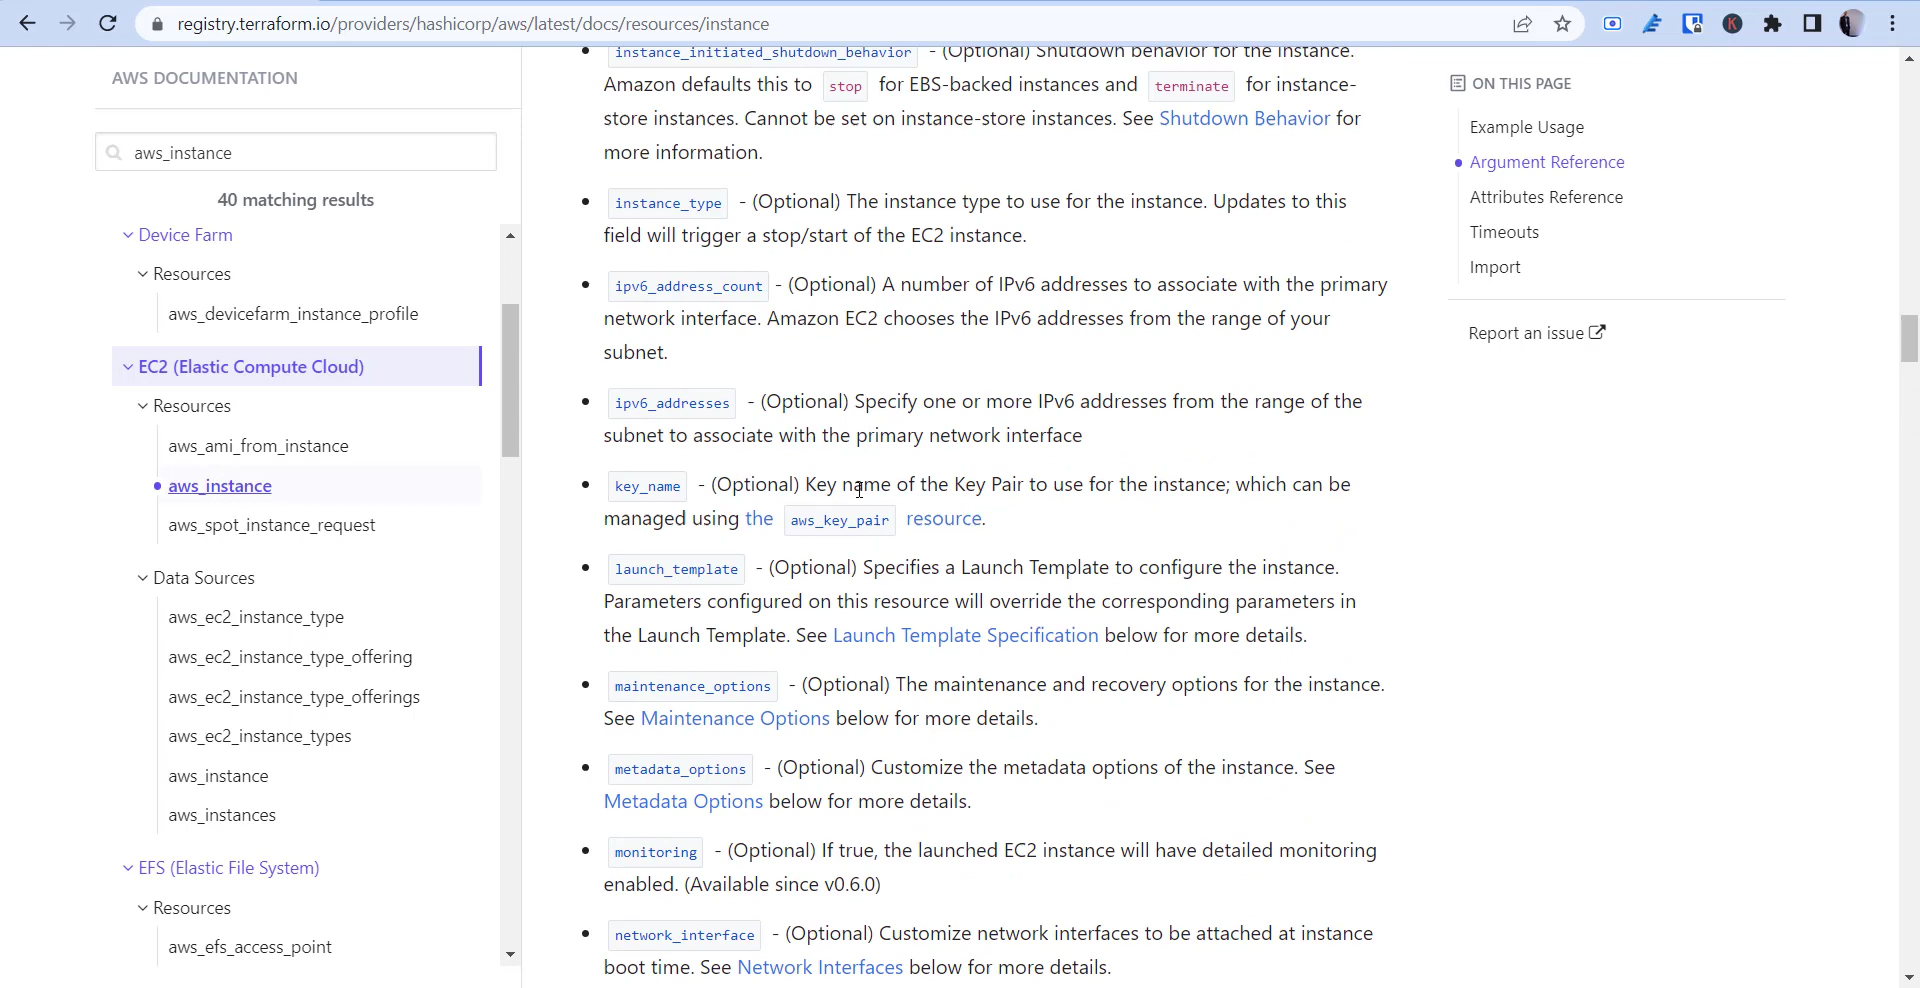 registry.terraform.io/providers/hashicorp/aws/latest/docs/resources/instance
K
AWS DOCUMENTATION
aws_instance
40 matching results
Device Farm
Resources
aws_devicefarm_instance_profile
EC2 (Elastic Compute Cloud)
Resources
aws_ami_from_instance
aws_instance
aws_spot_instance_request
Data Sources
aws_ec2_instance_type
aws_ec2_instance_type_offering
aws_ec2_instance_type_offerings
aws_ec2_instance_types
aws_instance
aws_instances
EFS (Elastic File System)
Resources
aws_efs_access_point
instance_initiated_shutdown_behavior - (Optional) Shutdown behavior for the instance.
Amazon defaults this to stop for EBS-backed instances and terminate for instance-
store instances. Cannot be set on instance-store instances. See Shutdown Behavior for
more information.
instance_type - (Optional) The instance type to use for the instance. Updates to this
field will trigger a stop/start of the EC2 instance.
ipv6_address_count - (Optional) A number of IPv6 addresses to associate with the primary
network interface. Amazon EC2 chooses the IPv6 addresses from the range of your
subnet.
ipv6_addresses - (Optional) Specify one or more IPv6 addresses from the range of the
subnet to associate with the primary network interface
key_name - (Optional) Key name of the Key Pair to use for the instance; which can be
managed using the aws_key_pair resource.
launch_template - (Optional) Specifies a Launch Template to configure the instance.
Parameters configured on this resource will override the corresponding parameters in
the Launch Template. See Launch Template Specification below for more details.
maintenance_options - (Optional) The maintenance and recovery options for the instance.
See Maintenance Options below for more details.
metadata_options - (Optional) Customize the metadata options of the instance. See
Metadata Options below for more details.
monitoring - (Optional) If true, the launched EC2 instance will have detailed monitoring
enabled. (Available since v0.6.0)
network_interface - (Optional) Customize network interfaces to be attached at instance
boot time. See Network Interfaces below for more details.
ON THIS PAGE
Example Usage
Argument Reference
Attributes Reference
Timeouts
Import
Report an issue